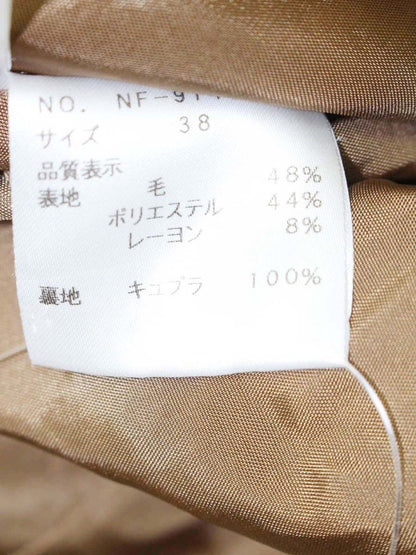 NO. NF-911
サイズ 38
品質表示
表地 毛 48%
ポリエステル 44%
レーヨン 8%
裏地 キュプラ 100%